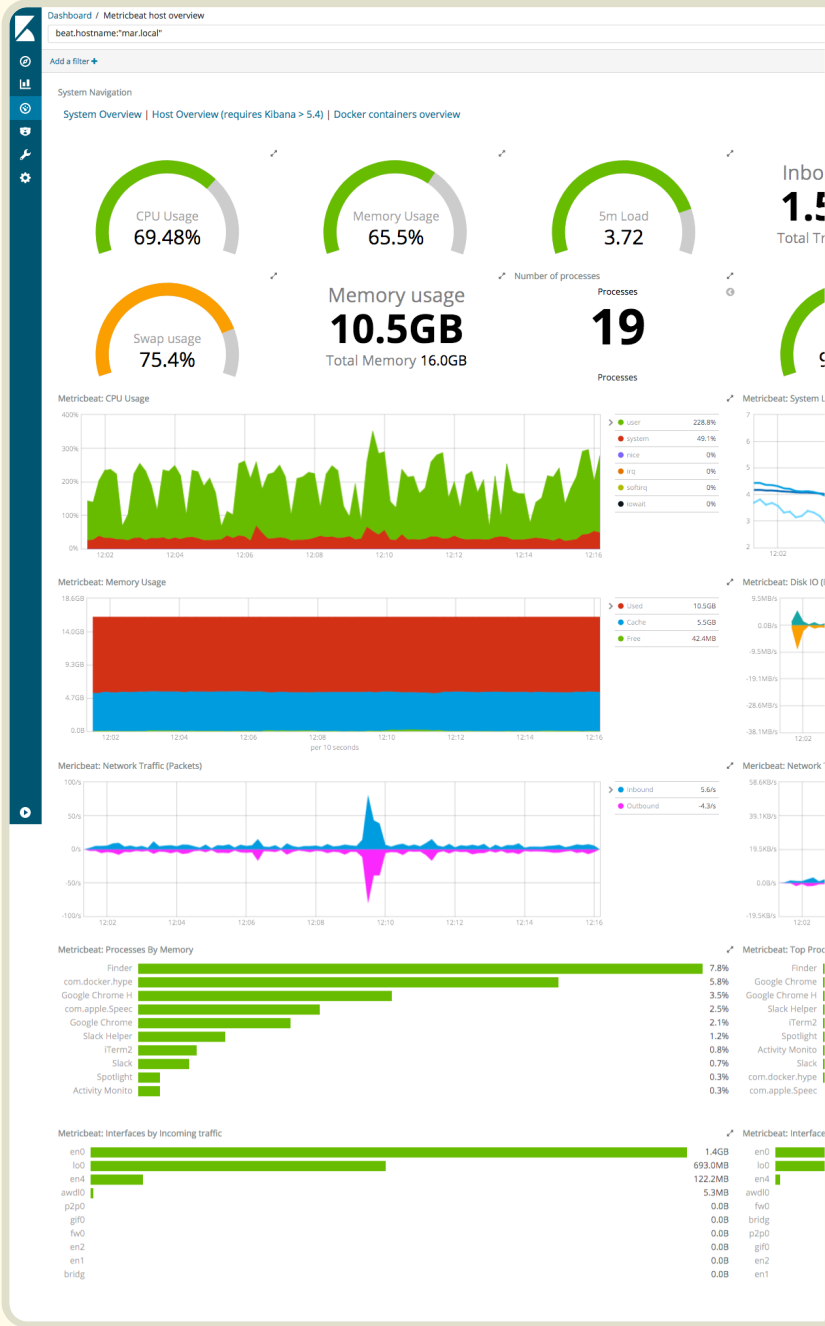 Dashboard / Metricbeat host overview
beat.hostname:"mar.local"
Add a filter +
System Navigation
System Overview | Host Overview (requires Kibana > 5.4) | Docker containers overview
CPU Usage
69.48%
Memory Usage
65.5%
5m Load
3.72
Inbo
1.5
Total Tr
Swap usage
75.4%
Memory usage
10.5GB
Total Memory 16.0GB
Number of processes
Processes
19
Processes
9
Metricbeat: CPU Usage
400%
300%
200%
100%
0%
12:02 12:04 12:06 12:08 12:10 12:12 12:14 12:16
user 228.8%
system 49.1%
nice 0%
irq 0%
softirq 0%
iowait 0%
Metricbeat: System L
7
6
5
4
3
2
12:02
Metricbeat: Memory Usage
18.6GB
14.0GB
9.3GB
4.7GB
0.0B
12:02 12:04 12:06 12:08 12:10 12:12 12:14 12:16
per 10 seconds
Used 10.5GB
Cache 5.5GB
Free 42.4MB
Metricbeat: Disk IO (
9.5MB/s
0.0B/s
-9.5MB/s
-19.1MB/s
-28.6MB/s
-38.1MB/s
12:02
Mericbeat: Network Traffic (Packets)
100/s
50/s
0/s
-50/s
-100/s
12:02 12:04 12:06 12:08 12:10 12:12 12:14 12:16
Inbound 5.6/s
Outbound -4.3/s
Mericbeat: Network T
58.6KB/s
39.1KB/s
19.5KB/s
0.0B/s
-19.5KB/s
12:02
Metricbeat: Processes By Memory
Finder 7.8%
com.docker.hype 5.8%
Google Chrome H 3.5%
com.apple.Speec 2.5%
Google Chrome 2.1%
Slack Helper 1.2%
iTerm2 0.8%
Slack 0.7%
Spotlight 0.3%
Activity Monito 0.3%
Metricbeat: Top Proc
Finder
Google Chrome
Google Chrome H
Slack Helper
iTerm2
Spotlight
Activity Monito
Slack
com.docker.hype
com.apple.Speec
Metricbeat: Interfaces by Incoming traffic
en0 1.4GB
lo0 693.0MB
en4 122.2MB
awdl0 5.3MB
p2p0 0.0B
gif0 0.0B
fw0 0.0B
en2 0.0B
en1 0.0B
bridg 0.0B
Metricbeat: Interface
en0
lo0
en4
awdl0
fw0
bridg
p2p0
gif0
en2
en1